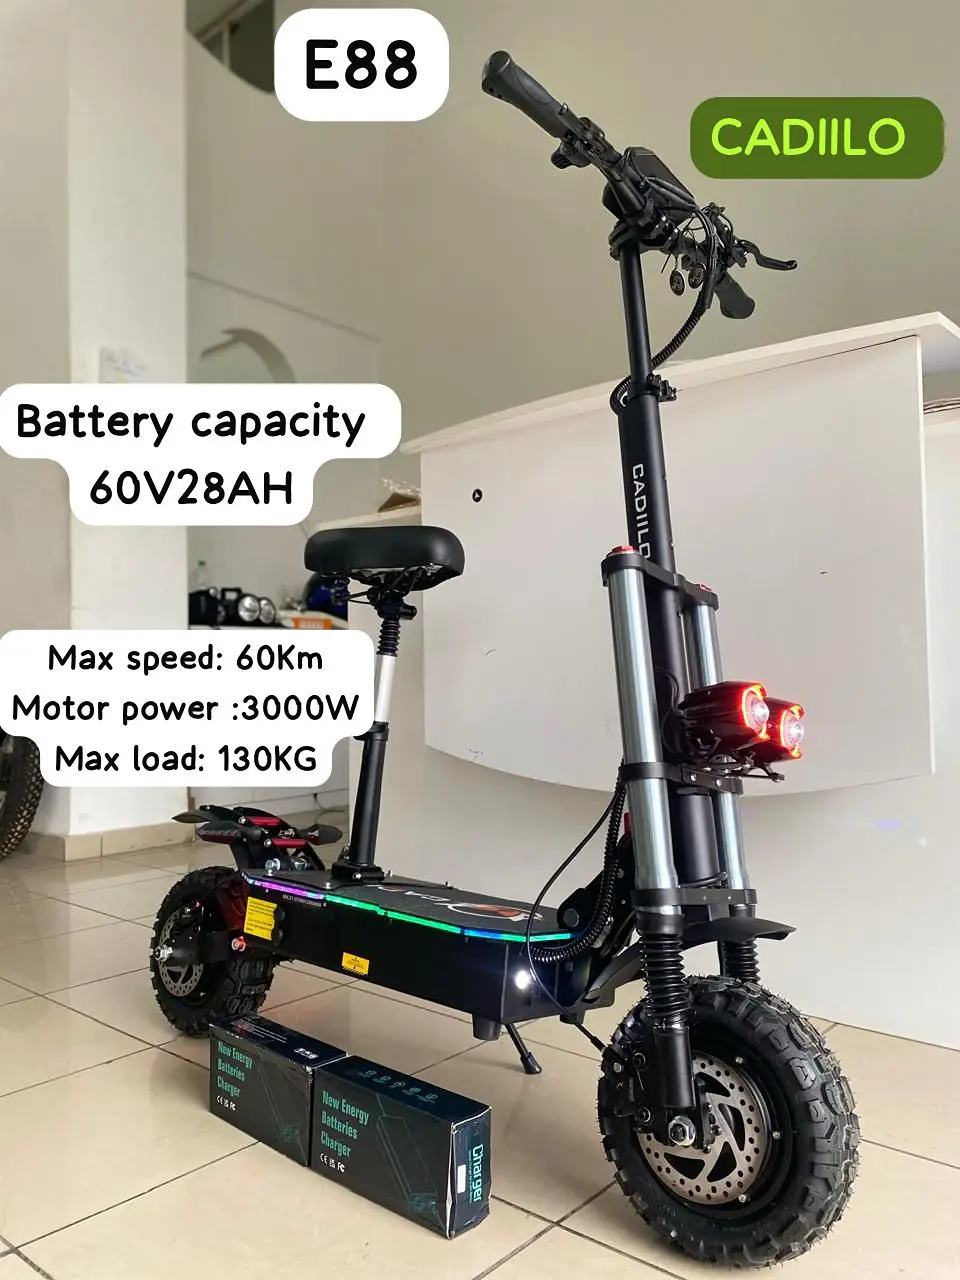 E88
CADIILO
Battery capacity
60V28AH
CADIILO
Max speed: 60Km
Motor power :3000W
Max load: 130KG
New Energy
Batteries
Charger
New Energy
Batteries
Charger
Charger